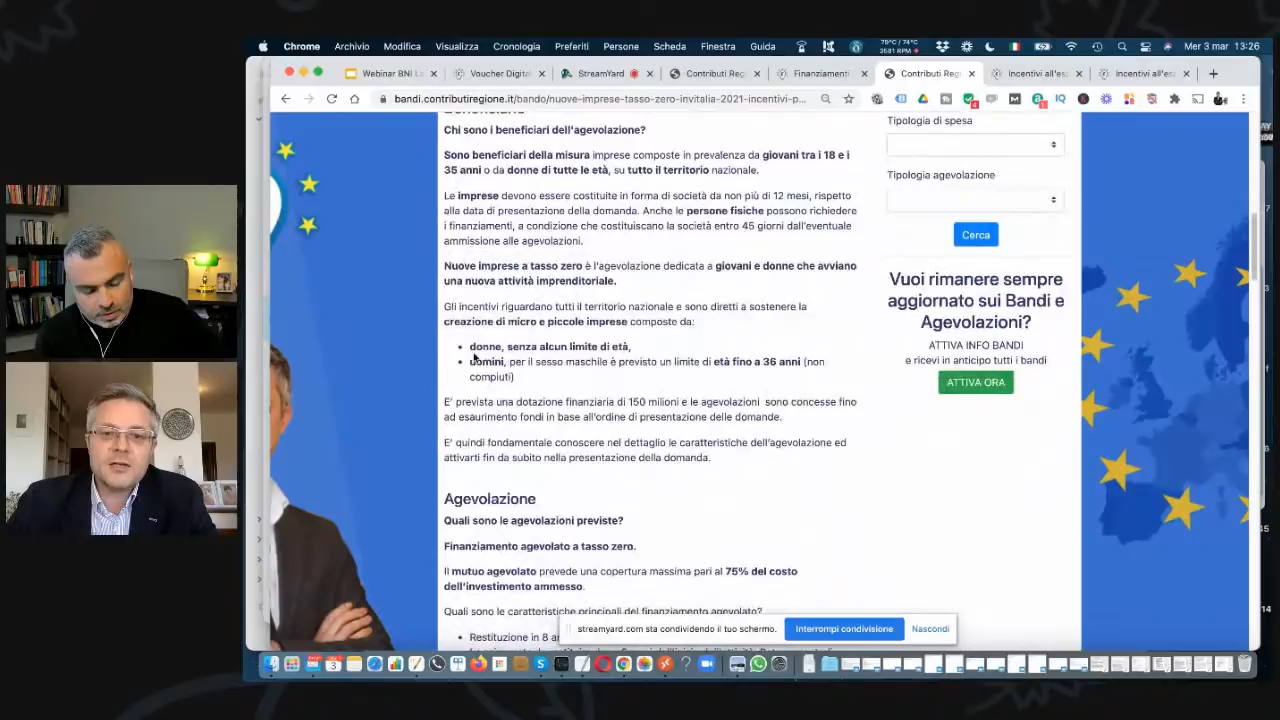 Chrome Archivio Modifica Visualizza Cronologia Preferiti Persone Scheda Finestra Guida
79°C / 74°C
3581 RPM
Mer 3 mar 13:26
Webinar BNI La
Voucher Digital
StreamYard
Contributi Reg
Finanziamenti
Contributi Reg
Incentivi all'es
Incentivi all'es
bandi.contributiregione.it/bando/nuove-imprese-tasso-zero-invitalia-2021-incentivi-p...
Chi sono i beneficiari dell'agevolazione?
Sono beneficiari della misura imprese composte in prevalenza da giovani tra i 18 e i
35 anni o da donne di tutte le età, su tutto il territorio nazionale.
Le imprese devono essere costituite in forma di società da non più di 12 mesi, rispetto
alla data di presentazione della domanda. Anche le persone fisiche possono richiedere
i finanziamenti, a condizione che costituiscano la società entro 45 giorni dall'eventuale
ammissione alle agevolazioni.
Nuove imprese a tasso zero è l'agevolazione dedicata a giovani e donne che avviano
una nuova attività imprenditoriale.
Gli incentivi riguardano tutti il territorio nazionale e sono diretti a sostenere la
creazione di micro e piccole imprese composte da:
• donne, senza alcun limite di età,
• uomini, per il sesso maschile è previsto un limite di età fino a 36 anni (non
compiuti)
E' prevista una dotazione finanziaria di 150 milioni e le agevolazioni sono concesse fino
ad esaurimento fondi in base all'ordine di presentazione delle domande.
E' quindi fondamentale conoscere nel dettaglio le caratteristiche dell'agevolazione ed
attivarti fin da subito nella presentazione della domanda.
Agevolazione
Quali sono le agevolazioni previste?
Finanziamento agevolato a tasso zero.
Il mutuo agevolato prevede una copertura massima pari al 75% del costo
dell'investimento ammesso.
Quali sono le caratteristiche principali del finanziamento agevolato?
• Restituzione in 8 an
Tipologia di spesa
Tipologia agevolazione
Cerca
Vuoi rimanere sempre
aggiornato sui Bandi e
Agevolazioni?
ATTIVA INFO BANDI
e ricevi in anticipo tutti i bandi
ATTIVA ORA
streamyard.com sta condividendo il tuo schermo.
Interrompi condivisione
Nascondi